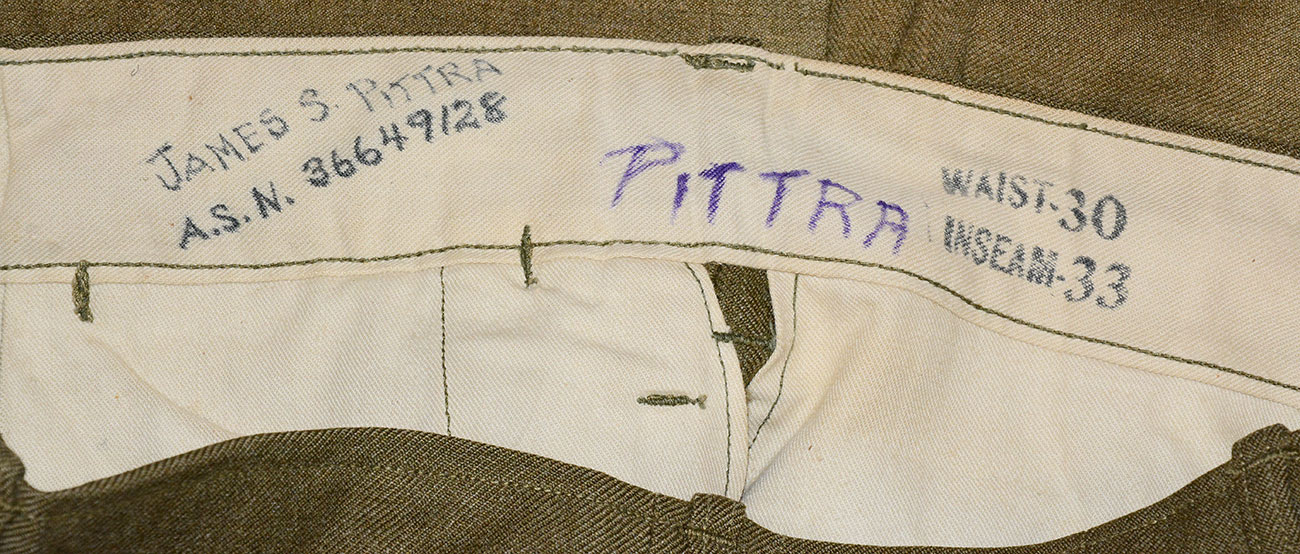 JAMES S. PITTRA
A.S.N. 36649128
PITTRA
WAIST-30
INSEAM-33